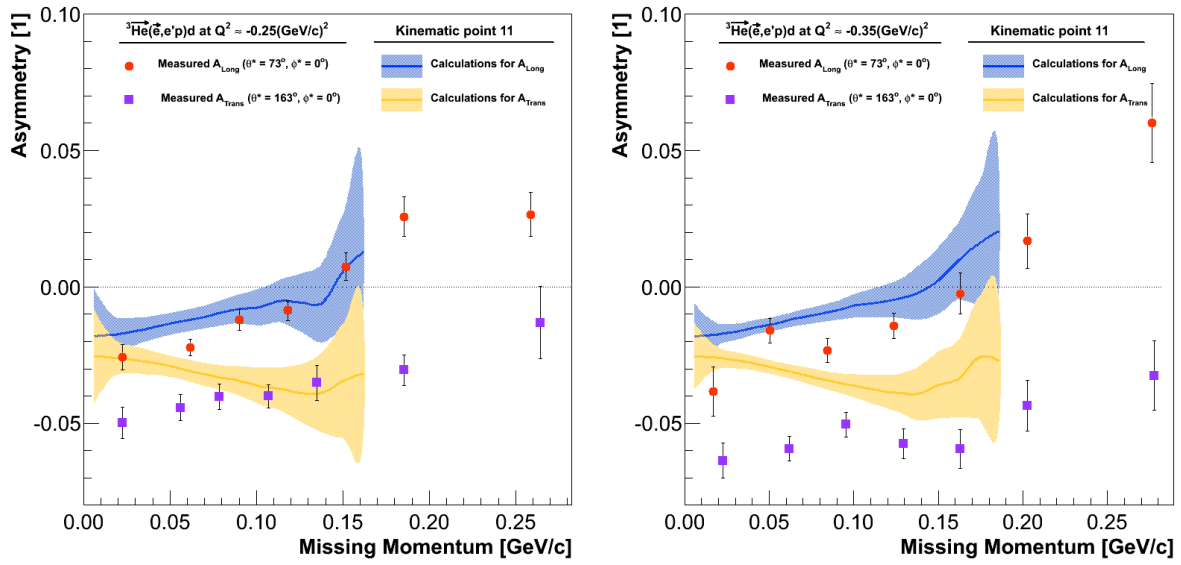 Asymmetry [1]
0.10
0.05
0.00
-0.05
³He(e,e'p)d at Q² ≈ -0.25(GeV/c)²
Kinematic point 11
Measured A_Long (θ* = 73°, ϕ* = 0°)
Calculations for A_Long
Measured A_Trans (θ* = 163°, ϕ* = 0°)
Calculations for A_Trans
0.00 0.05 0.10 0.15 0.20 0.25
Missing Momentum [GeV/c]
Asymmetry [1]
0.10
0.05
0.00
-0.05
³He(e,e'p)d at Q² ≈ -0.35(GeV/c)²
Kinematic point 11
Measured A_Long (θ* = 73°, ϕ* = 0°)
Calculations for A_Long
Measured A_Trans (θ* = 163°, ϕ* = 0°)
Calculations for A_Trans
0.00 0.05 0.10 0.15 0.20 0.25
Missing Momentum [GeV/c]